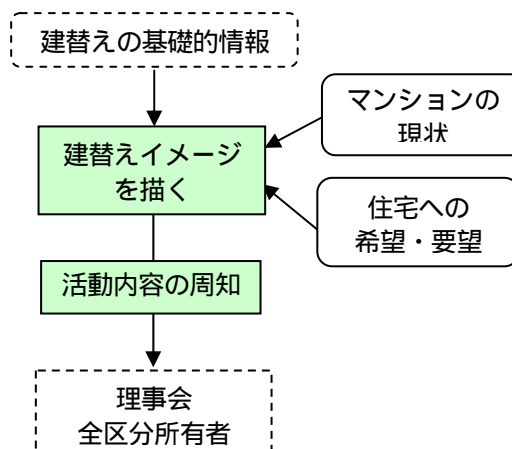 建替えの基礎的情報
マンションの
現状
建替えイメージ
を描く
住宅への
希望・要望
活動内容の周知
理事会
全区分所有者